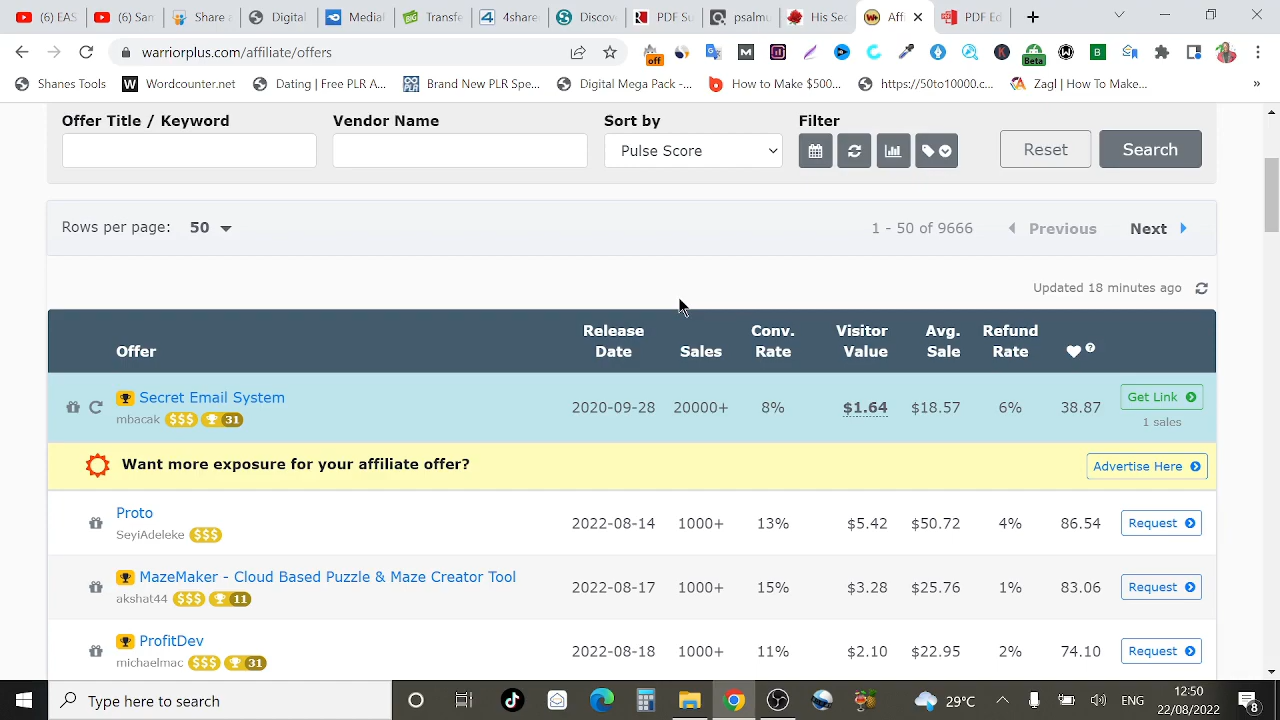 (5) EAS
(5) San
Share a
Digital
Medial
BIG Transfe
4share
Discov
PDF Su
psalmu
His Sec
Affi
PDF Ed
warriorplus.com/affiliate/offers
off
Beta
Shanes Tools
Wordcounter.net
Dating | Free PLR A...
Brand New PLR Spe...
Digital Mega Pack -...
How to Make $500...
https://50to10000.c...
Zagl | How To Make...
»
Offer Title / Keyword
Vendor Name
Sort by
Filter
Pulse Score
Reset
Search
Rows per page: 50
1 - 50 of 9666
Previous
Next
Updated 18 minutes ago
Offer
Release Date
Sales
Conv. Rate
Visitor Value
Avg. Sale
Refund Rate
Secret Email System
mbacak $$$ 31
2020-09-28 20000+ 8% $1.64 $18.57 6% 38.87
Get Link
1 sales
Want more exposure for your affiliate offer?
Advertise Here
Proto
SeyiAdeleke $$$
2022-08-14 1000+ 13% $5.42 $50.72 4% 86.54
Request
MazeMaker - Cloud Based Puzzle & Maze Creator Tool
akshat44 $$$ 11
2022-08-17 1000+ 15% $3.28 $25.76 1% 83.06
Request
ProfitDev
michaelmac $$$ 31
2022-08-18 1000+ 11% $2.10 $22.95 2% 74.10
Request
Type here to search
29°C
ENG
12:50
22/08/2022
8